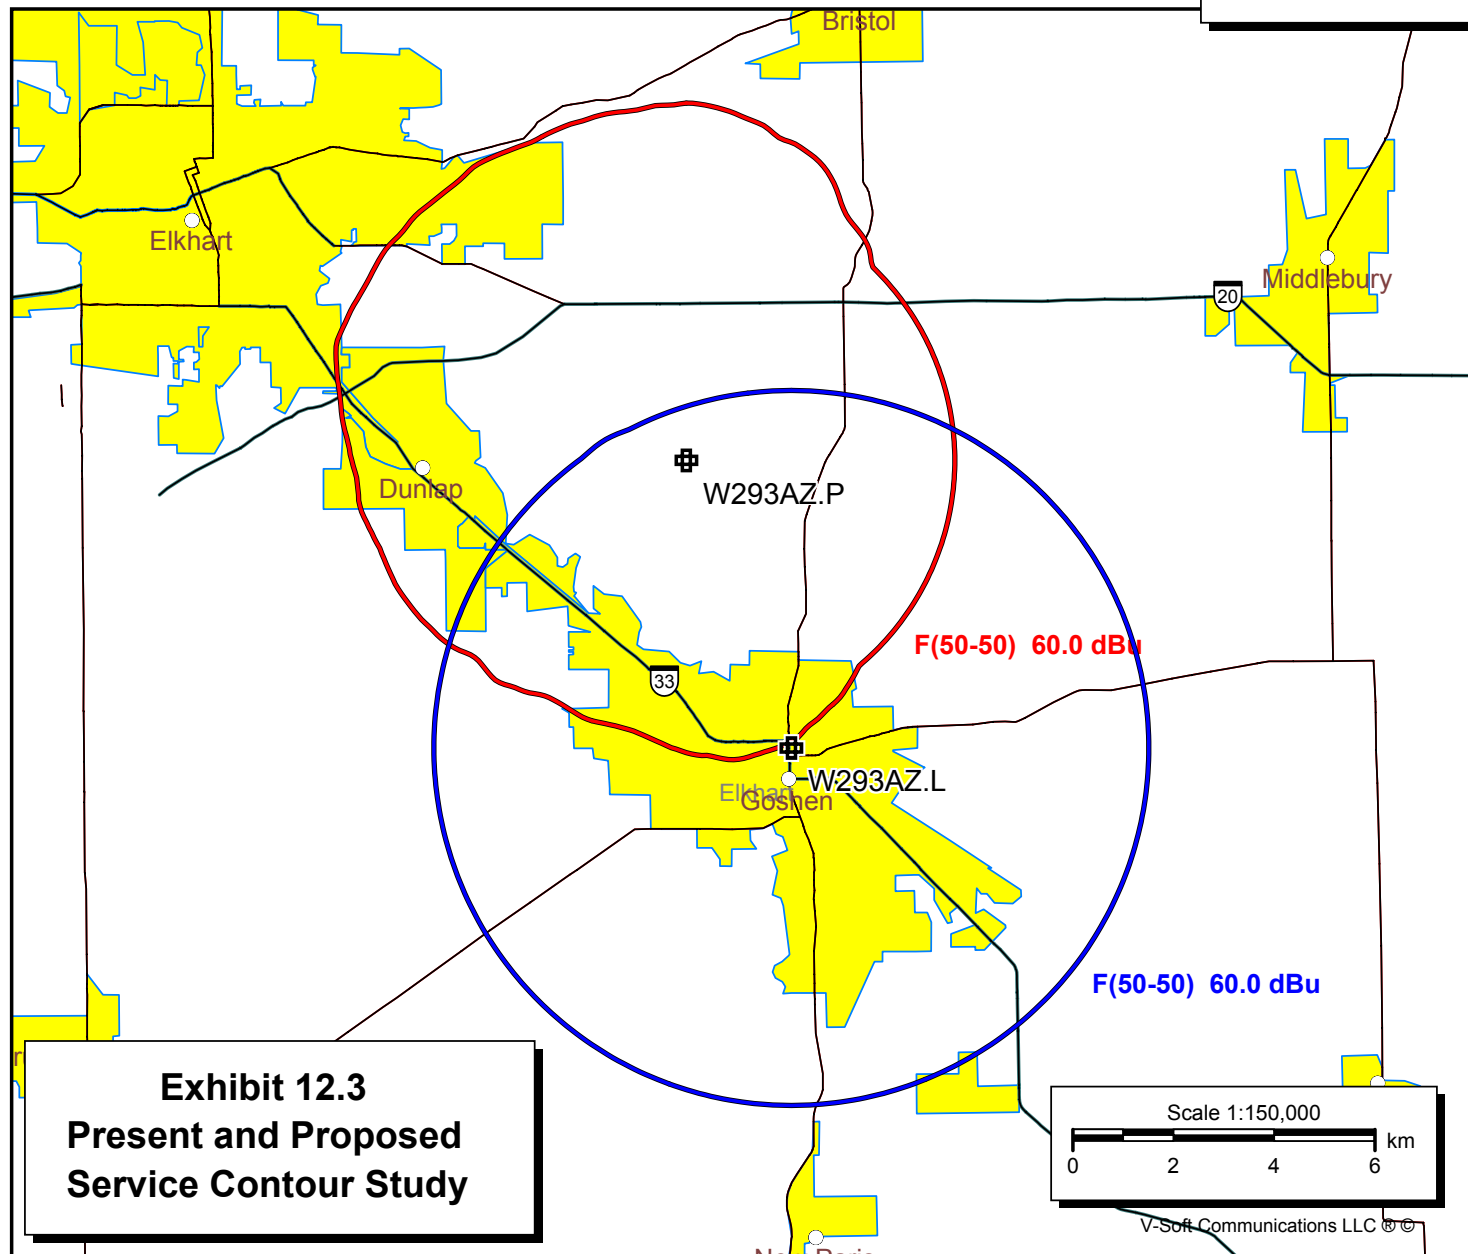 Bristol
Elkhart
Middlebury
20
Dunlap
W293AZ.P
F(50-50) 60.0 dBu
33
W293AZ.L
Goshen
F(50-50) 60.0 dBu
Exhibit 12.3
Present and Proposed
Service Contour Study
Scale 1:150,000
km
0 2 4 6
V-Soft Communications LLC ® ©